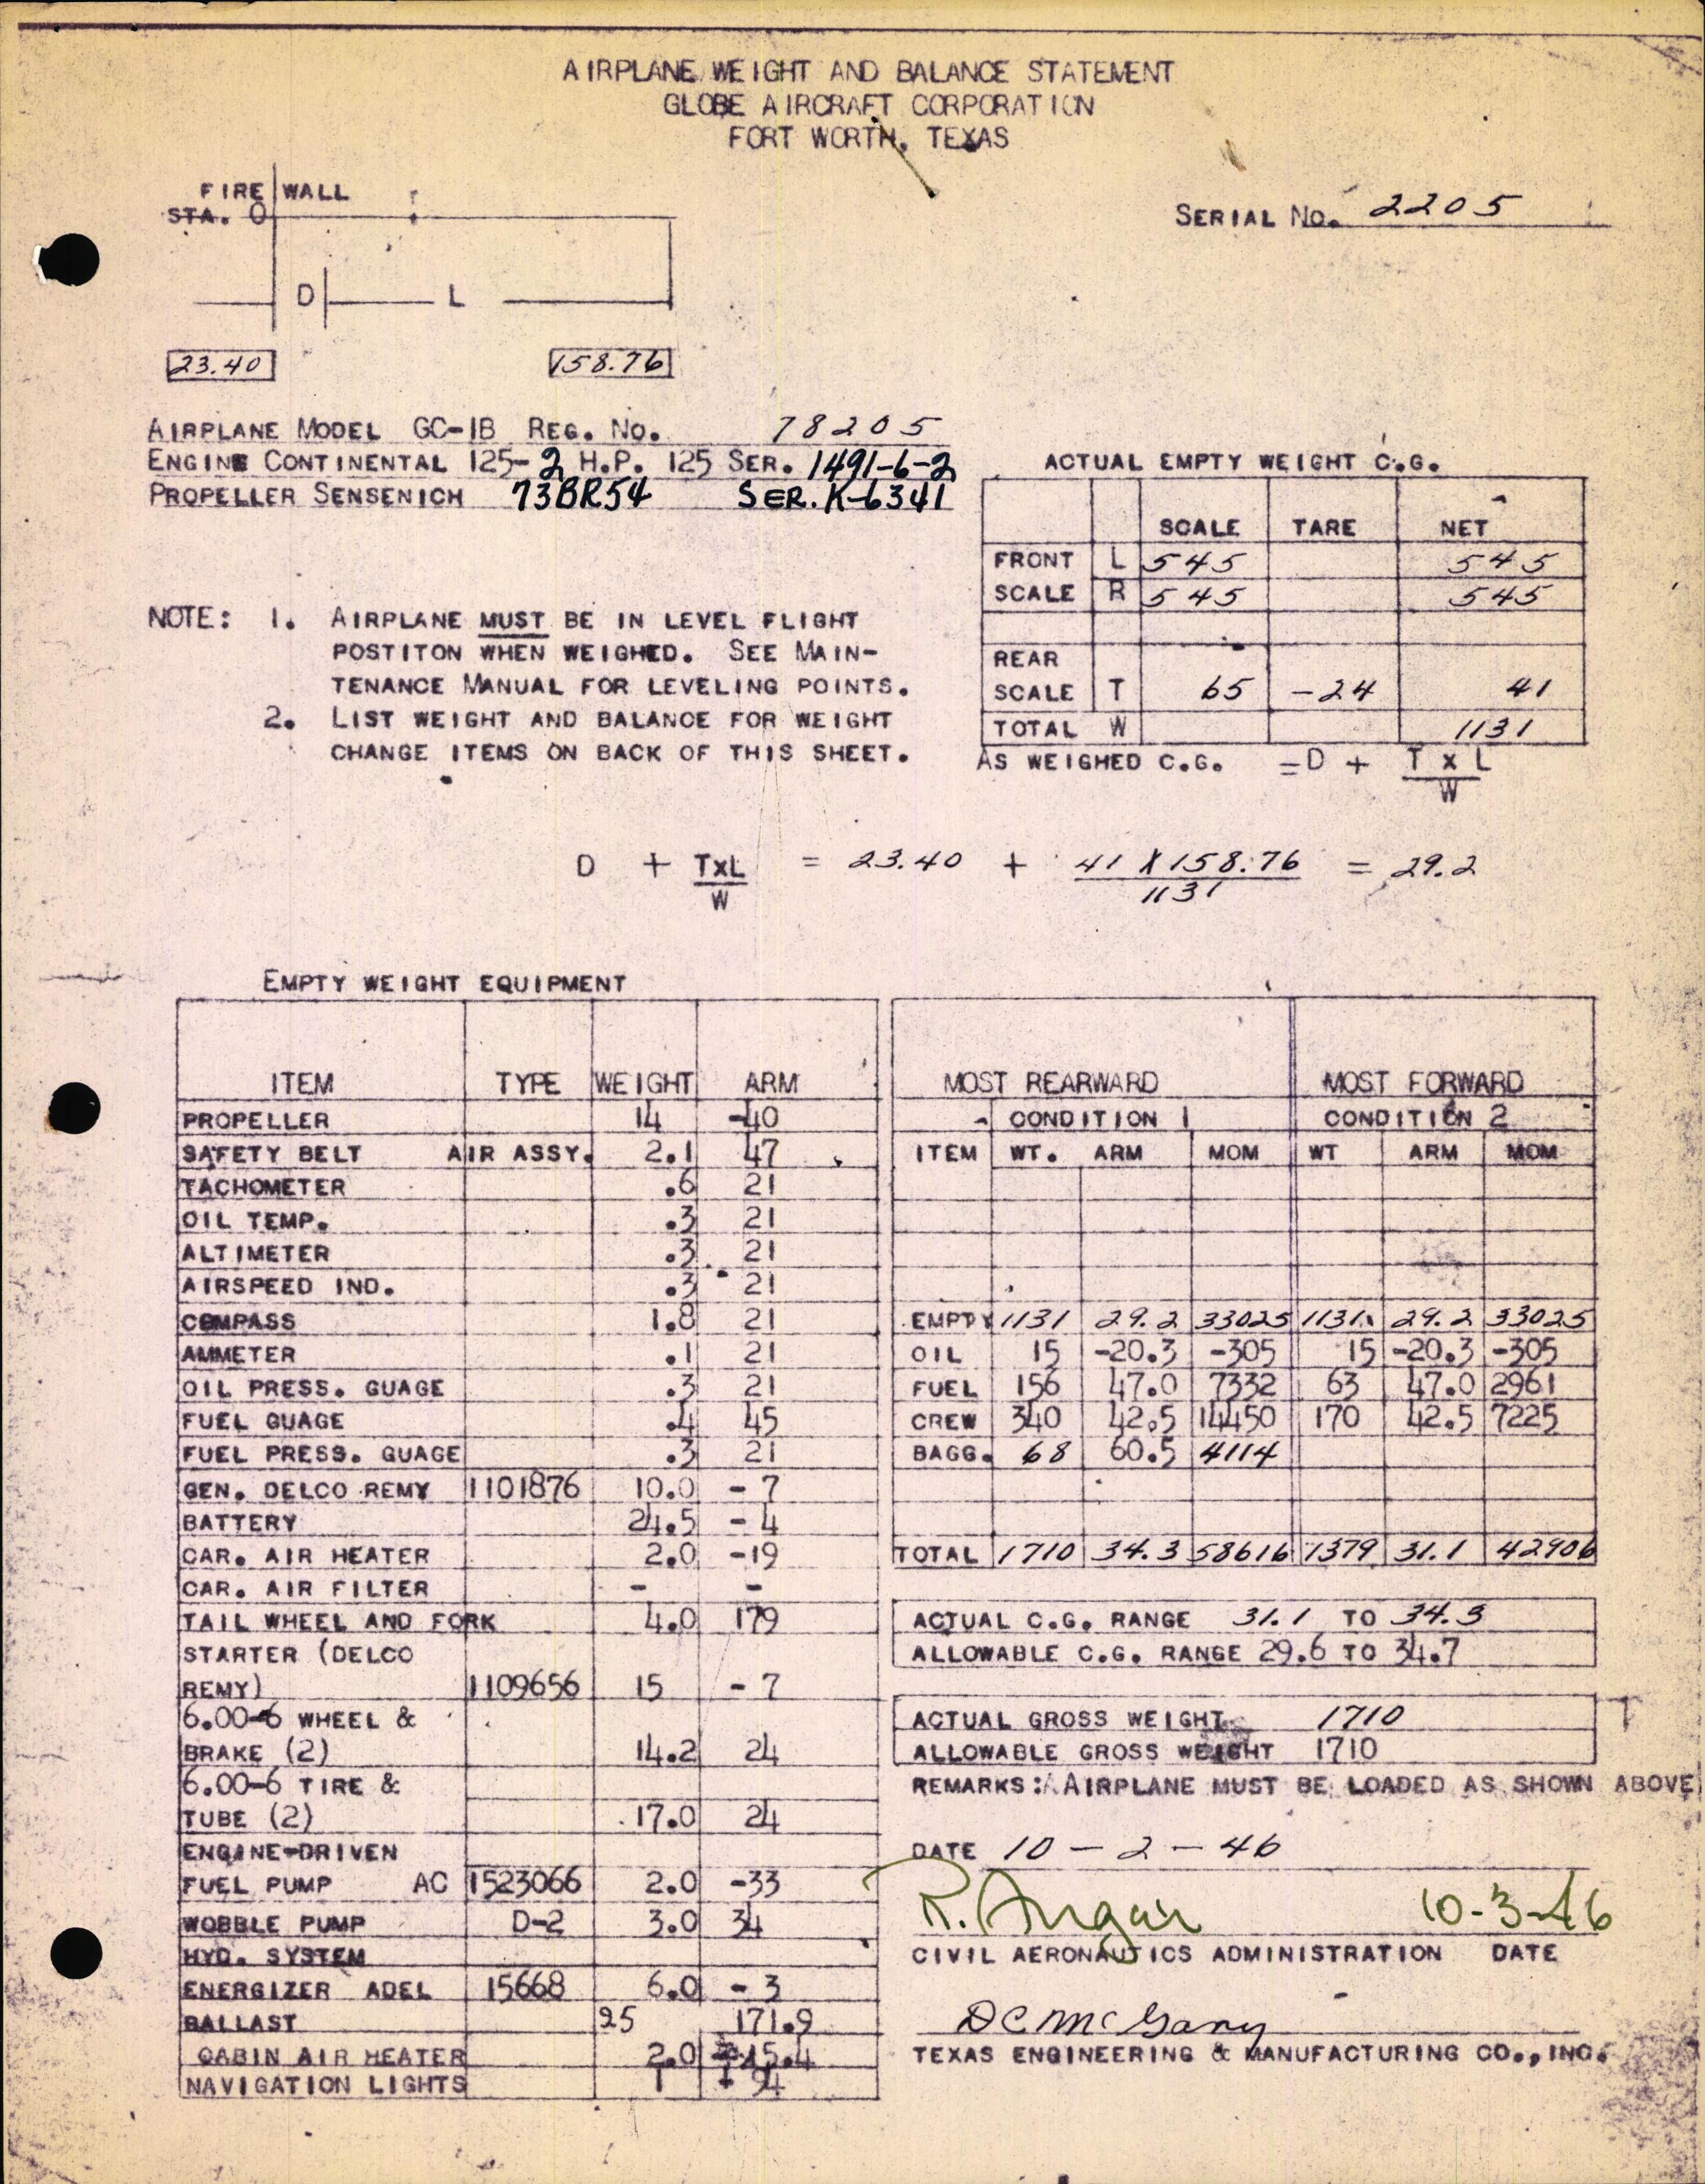 AIRPLANE WEIGHT AND BALANCE STATEMENT
GLOBE AIRCRAFT CORPORATION
FORT WORTH, TEXAS
FIRE WALL
STA. 0
SERIAL NO. 2205
D L
23.40 158.76
AIRPLANE MODEL GC-1B REG. NO. 78205
ENGINE CONTINENTAL 125-2 H.P. 125 SER. 1491-6-2
PROPELLER SENSENICH 73BR54 SER. K-6341
NOTE: 1. AIRPLANE MUST BE IN LEVEL FLIGHT
POSTITON WHEN WEIGHED. SEE MAIN-
TENANCE MANUAL FOR LEVELING POINTS.
2. LIST WEIGHT AND BALANCE FOR WEIGHT
CHANGE ITEMS ON BACK OF THIS SHEET.
ACTUAL EMPTY WEIGHT C.G.
SCALE TARE NET
FRONT L 545 545
SCALE R 545 545
REAR
SCALE T 65 -24 41
TOTAL W 1131
AS WEIGHED C.G. = D + T x L
W
D + TxL = 23.40 + 41 X 158.76 = 29.2
W 1131
EMPTY WEIGHT EQUIPMENT
ITEM TYPE WEIGHT ARM
PROPELLER 14 -40
SAFETY BELT AIR ASSY. 2.1 47
TACHOMETER .6 21
OIL TEMP. .3 21
ALTIMETER .3 21
AIRSPEED IND. .3 21
COMPASS 1.8 21
AMMETER .1 21
OIL PRESS. GUAGE .3 21
FUEL GUAGE .4 45
FUEL PRESS. GUAGE .3 21
GEN. DELCO REMY 1101876 10.0 - 7
BATTERY 24.5 - 4
CAR. AIR HEATER 2.0 -19
CAR. AIR FILTER - -
TAIL WHEEL AND FORK 4.0 179
STARTER (DELCO
REMY) 1109656 15 - 7
6.00-6 WHEEL &
BRAKE (2) 14.2 24
6.00-6 TIRE &
TUBE (2) 17.0 24
ENGINE-DRIVEN
FUEL PUMP AC 1523066 2.0 -33
WOBBLE PUMP D-2 3.0 34
HYD. SYSTEM
ENERGIZER ADEL 15668 6.0 - 3
BALLAST 25 171.9
CABIN AIR HEATER 2.0 15.4
NAVIGATION LIGHTS 1 94
MOST REARWARD MOST FORWARD
- CONDITION 1 CONDITION 2
ITEM WT. ARM MOM WT ARM MOM
EMPTY 1131 29.2 33025 1131 29.2 33025
OIL 15 -20.3 -305 15 -20.3 -305
FUEL 156 47.0 7332 63 47.0 2961
CREW 340 42.5 14450 170 42.5 7225
BAGG. 68 60.5 4114
TOTAL 1710 34.3 58616 1379 31.1 42906
ACTUAL C.G. RANGE 31.1 TO 34.3
ALLOWABLE C.G. RANGE 29.6 TO 34.7
ACTUAL GROSS WEIGHT 1710
ALLOWABLE GROSS WEIGHT 1710
REMARKS: AIRPLANE MUST BE LOADED AS SHOWN ABOVE
DATE 10-2-46
R. Angar 10-3-46
CIVIL AERONAUTICS ADMINISTRATION DATE
DC McGary
TEXAS ENGINEERING & MANUFACTURING CO., INC.